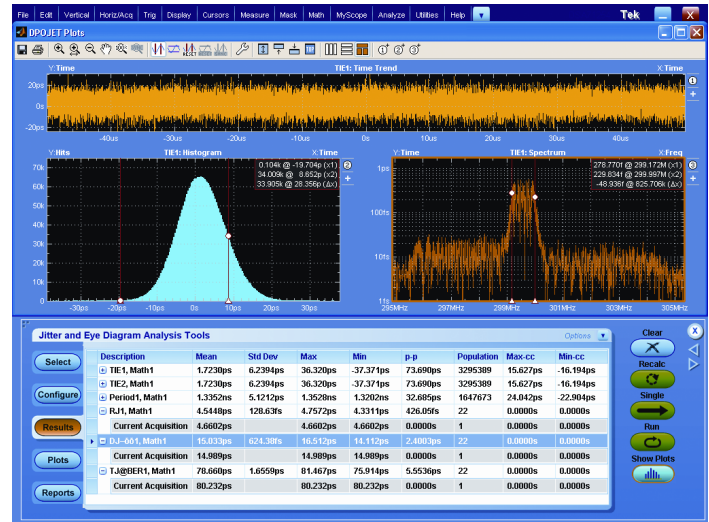 File Edit Vertical Horiz/Acq Trig Display Cursors Measure Mask Math MyScope Analyze Utilities Help Tek X
DPOJET Plots
RESET
Y:Time TIE1: Time Trend X:Time
20ps
0s
-20ps
-40us -30us -20us -10us 0s 10us 20us 30us 40us
1
Y:Hits TIE1: Histogram X:Time
0.104k @ -19.704p (x1)
34.009k @ 8.652p (x2)
33.905k @ 28.356p (Δx)
70k
60k
50k
40k
30k
20k
10k
0
-30ps -20ps -10ps 0s 10ps 20ps 30ps
2
Y:Time TIE1: Spectrum X:Freq
278.770f @ 299.172M (x1)
229.834f @ 299.997M (x2)
-48.936f @ 825.706k (Δx)
1ps
100fs
10fs
1fs
295MHz 297MHz 299MHz 301MHz 303MHz 305MHz
3
Jitter and Eye Diagram Analysis Tools Options
Select
Configure
Results
Plots
Reports
Description Mean Std Dev Max Min p-p Population Max-cc Min-cc
TIE1, Math1 1.7230ps 6.2394ps 36.320ps -37.371ps 73.690ps 3295389 15.627ps -16.194ps
TIE2, Math1 1.7230ps 6.2394ps 36.320ps -37.371ps 73.690ps 3295389 15.627ps -16.194ps
Period1, Math1 1.3352ns 5.1212ps 1.3528ns 1.3202ns 32.685ps 1647673 24.042ps -22.904ps
RJ1, Math1 4.5448ps 128.63fs 4.7572ps 4.3311ps 426.05fs 22 0.0000s 0.0000s
Current Acquisition 4.6602ps 4.6602ps 4.6602ps 0.0000s 1 0.0000s 0.0000s
DJ-δδ1, Math1 15.033ps 624.38fs 16.512ps 14.112ps 2.4003ps 22 0.0000s 0.0000s
Current Acquisition 14.989ps 14.989ps 14.989ps 0.0000s 1 0.0000s 0.0000s
TJ@BER1, Math1 78.660ps 1.6559ps 81.467ps 75.914ps 5.5536ps 22 0.0000s 0.0000s
Current Acquisition 80.232ps 80.232ps 80.232ps 0.0000s 1 0.0000s 0.0000s
Clear
X
Recalc
Single
Run
Show Plots